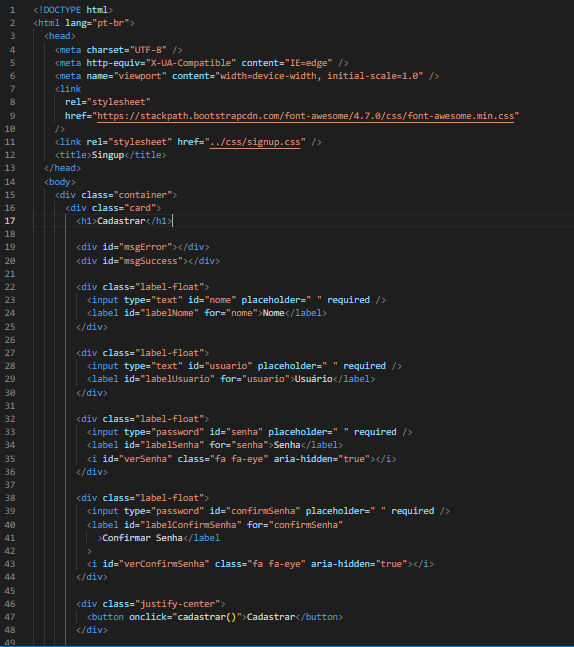 1 <!DOCTYPE html>
2 <html lang="pt-br">
3 <head>
4 <meta charset="UTF-8" />
5 <meta http-equiv="X-UA-Compatible" content="IE=edge" />
6 <meta name="viewport" content="width=device-width, initial-scale=1.0" />
7 <link
8 rel="stylesheet"
9 href="https://stackpath.bootstrapcdn.com/font-awesome/4.7.0/css/font-awesome.min.css"
10 />
11 <link rel="stylesheet" href="../css/signup.css" />
12 <title>Singup</title>
13 </head>
14 <body>
15 <div class="container">
16 <div class="card">
17 <h1>Cadastrar</h1>
18
19 <div id="msgError"></div>
20 <div id="msgSuccess"></div>
21
22 <div class="label-float">
23 <input type="text" id="nome" placeholder=" " required />
24 <label id="labelNome" for="nome">Nome</label>
25 </div>
26
27 <div class="label-float">
28 <input type="text" id="usuario" placeholder=" " required />
29 <label id="labelUsuario" for="usuario">Usuário</label>
30 </div>
31
32 <div class="label-float">
33 <input type="password" id="senha" placeholder=" " required />
34 <label id="labelSenha" for="senha">Senha</label>
35 <i id="verSenha" class="fa fa-eye" aria-hidden="true"></i>
36 </div>
37
38 <div class="label-float">
39 <input type="password" id="confirmSenha" placeholder=" " required />
40 <label id="labelConfirmSenha" for="confirmSenha"
41 >Confirmar Senha</label
42 >
43 <i id="verConfirmSenha" class="fa fa-eye" aria-hidden="true"></i>
44 </div>
45
46 <div class="justify-center">
47 <button onclick="cadastrar()">Cadastrar</button>
48 </div>
49